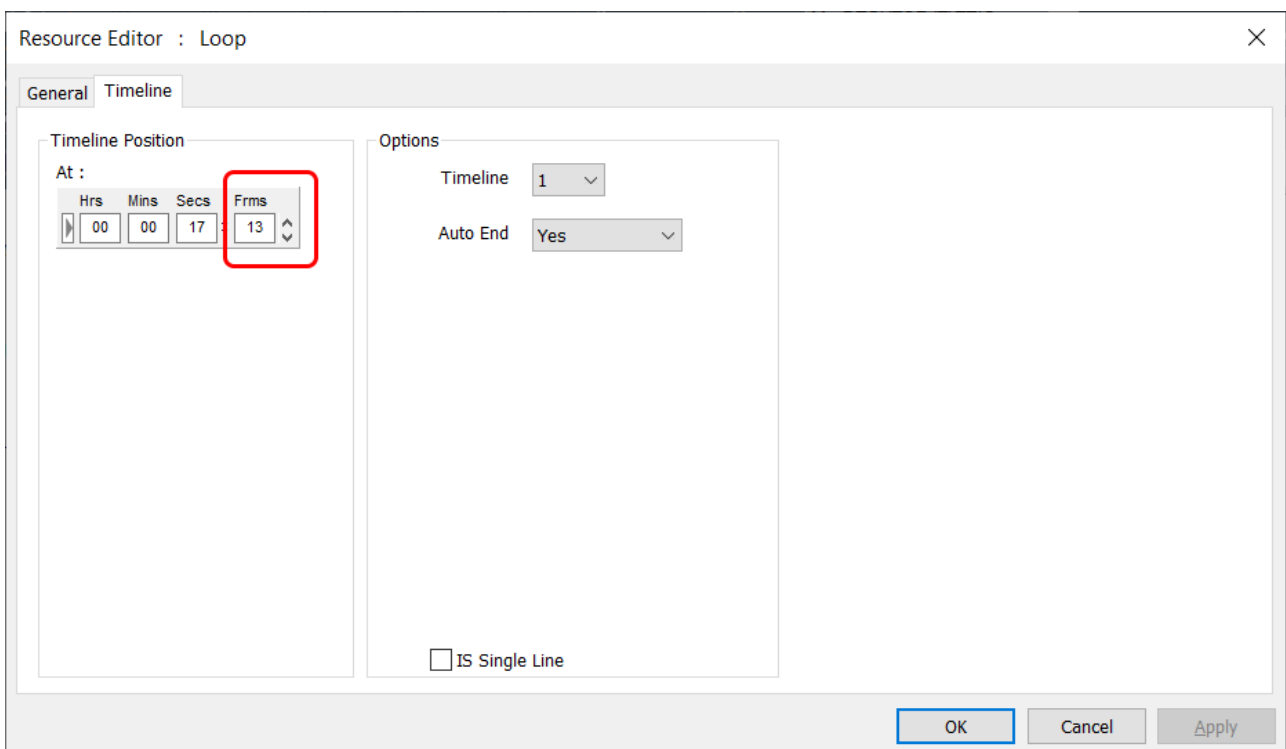 Resource Editor : Loop
General Timeline
Timeline Position
At :
Hrs Mins Secs Frms
00 00 17 : 13
Options
Timeline 1
Auto End Yes
IS Single Line
OK Cancel Apply